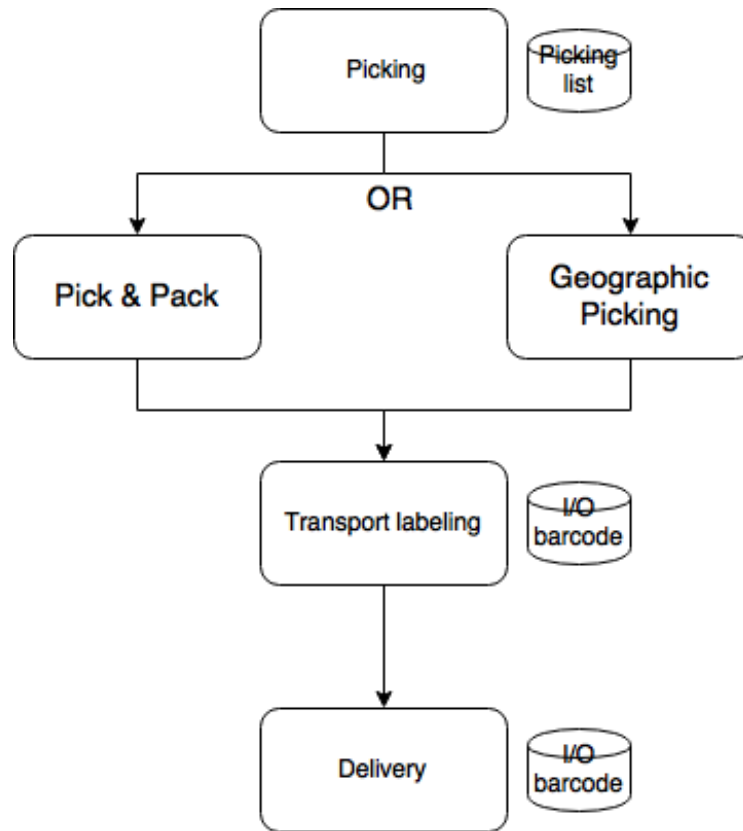 Picking
Picking
list
OR
Pick & Pack
Geographic
Picking
Transport labeling
I/O
barcode
Delivery
I/O
barcode